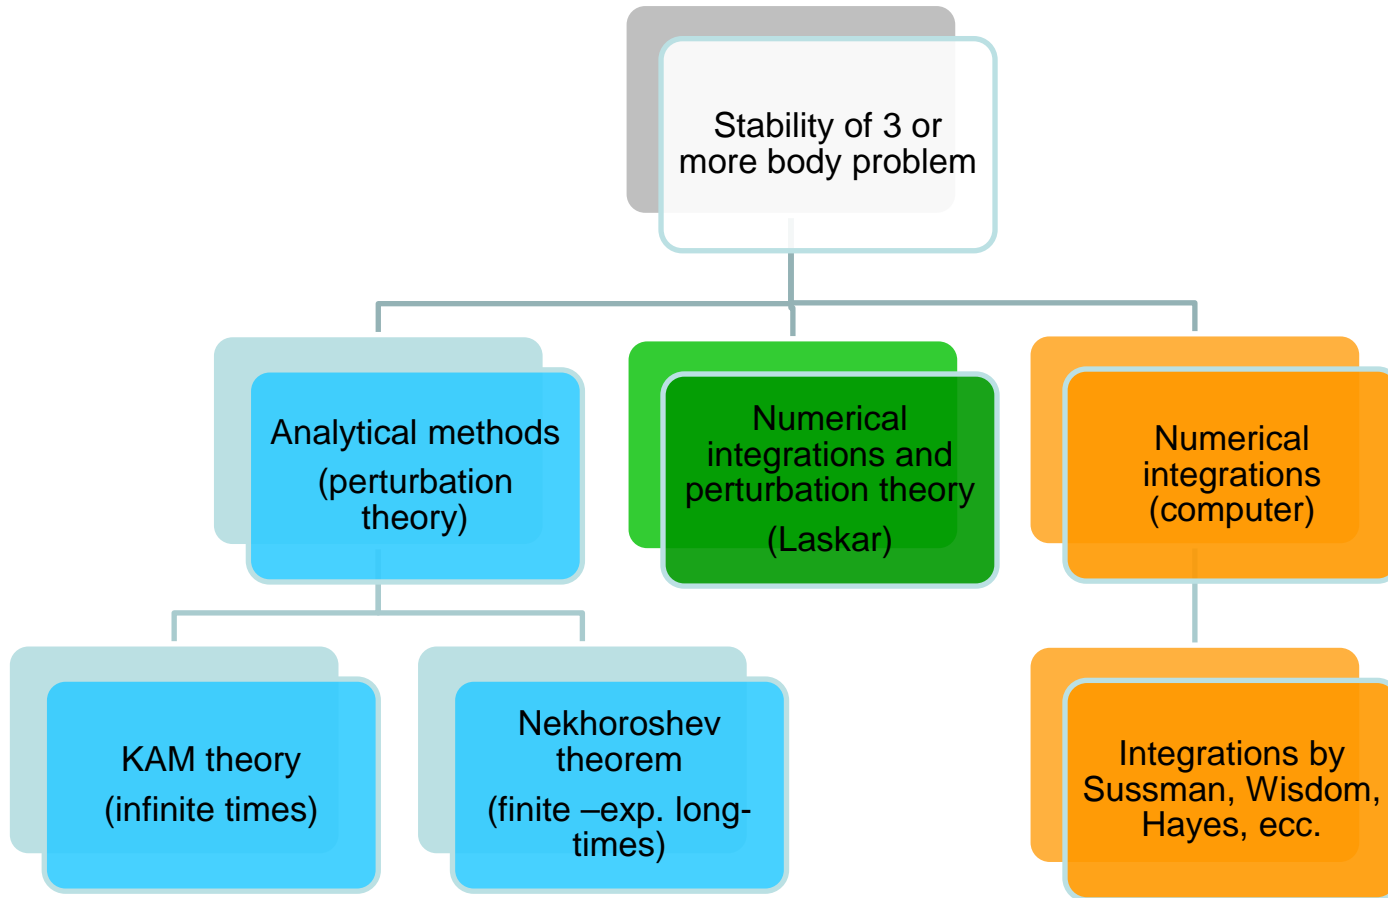 Stability of 3 or
more body problem
Analytical methods
(perturbation
theory)
Numerical
integrations and
perturbation theory
(Laskar)
Numerical
integrations
(computer)
KAM theory
(infinite times)
Nekhoroshev
theorem
(finite –exp. long-
times)
Integrations by
Sussman, Wisdom,
Hayes, ecc.